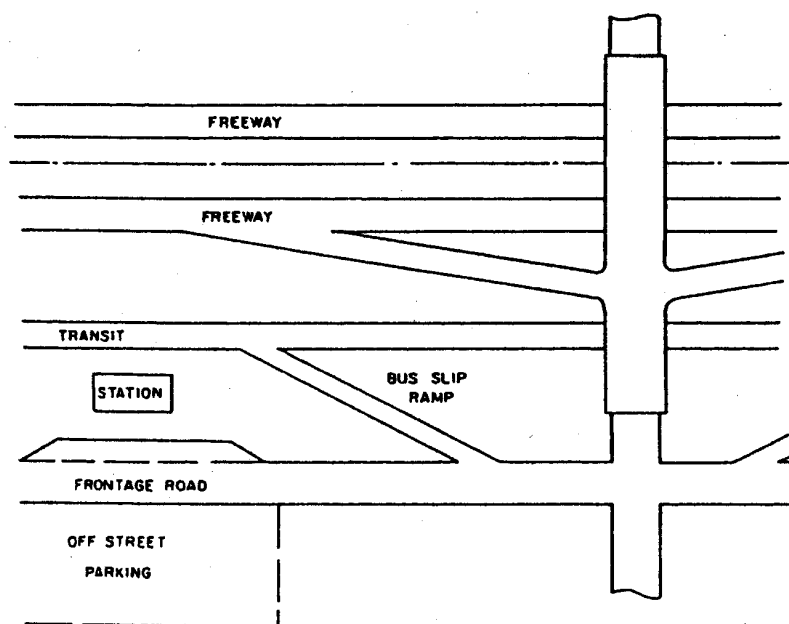 FREEWAY
FREEWAY
TRANSIT
STATION
BUS SLIP
RAMP
FRONTAGE ROAD
OFF STREET
PARKING